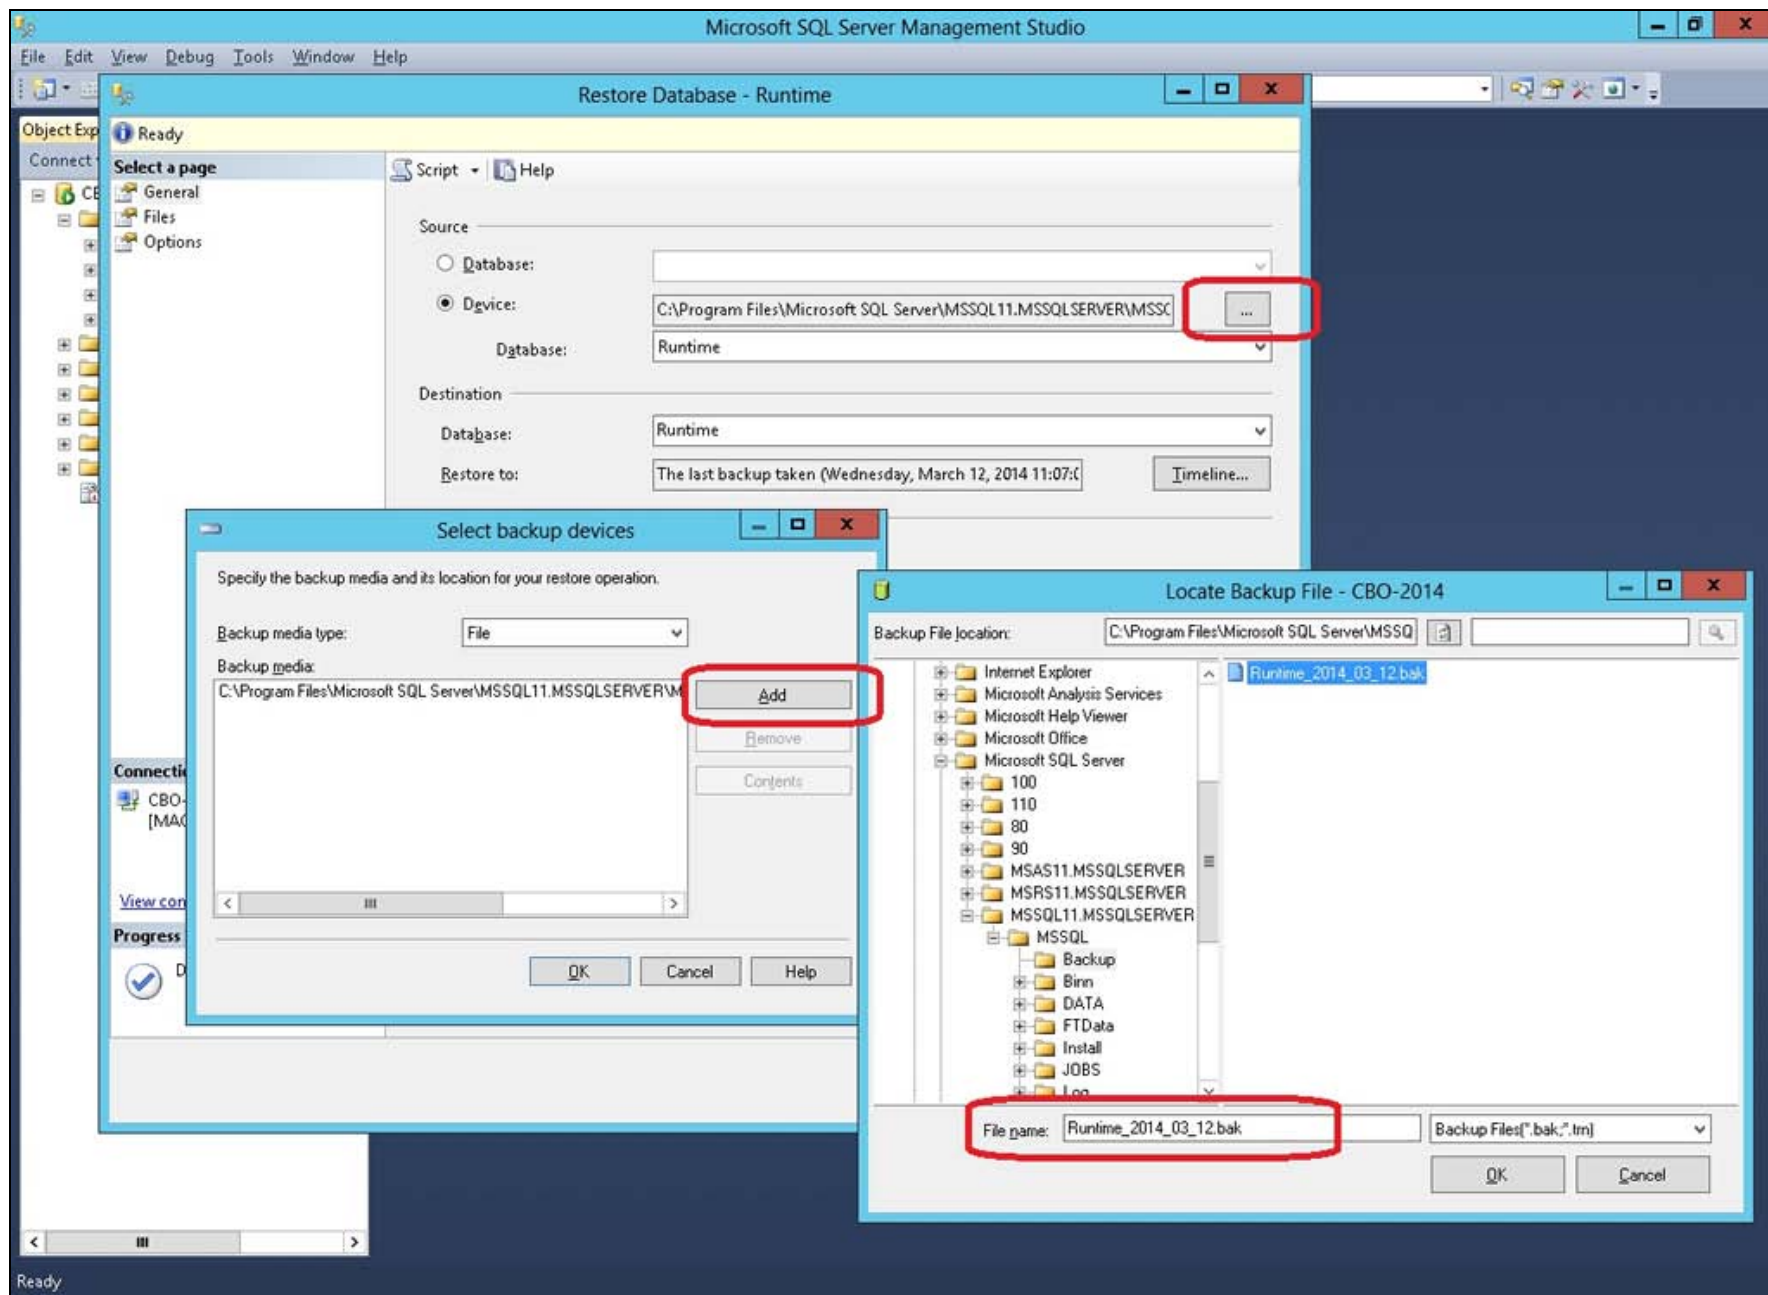 Microsoft SQL Server Management Studio
File Edit View Debug Tools Window Help
Restore Database - Runtime
Object Exp
Ready
Connect
Select a page
Script Help
General
Files
Options
Source
Database:
Device: C:\Program Files\Microsoft SQL Server\MSSQL11.MSSQLSERVER\MSSC ...
Database: Runtime
Destination
Database: Runtime
Restore to: The last backup taken (Wednesday, March 12, 2014 11:07:( Timeline...
Connectio
CBO-
[MAC
View con
Progress
Select backup devices
Specify the backup media and its location for your restore operation.
Backup media type: File
Backup media:
C:\Program Files\Microsoft SQL Server\MSSQL11.MSSQLSERVER\M
Add
Remove
Contents
OK Cancel Help
Locate Backup File - CBO-2014
Backup File location: C:\Program Files\Microsoft SQL Server\MSSQ
Internet Explorer
Microsoft Analysis Services
Microsoft Help Viewer
Microsoft Office
Microsoft SQL Server
100
110
80
90
MSAS11.MSSQLSERVER
MSRS11.MSSQLSERVER
MSSQL11.MSSQLSERVER
MSSQL
Backup
Binn
DATA
FTData
Install
JOBS
Log
Runtime_2014_03_12.bak
File name: Runtime_2014_03_12.bak Backup Files(*.bak;*.trn)
OK Cancel
Ready